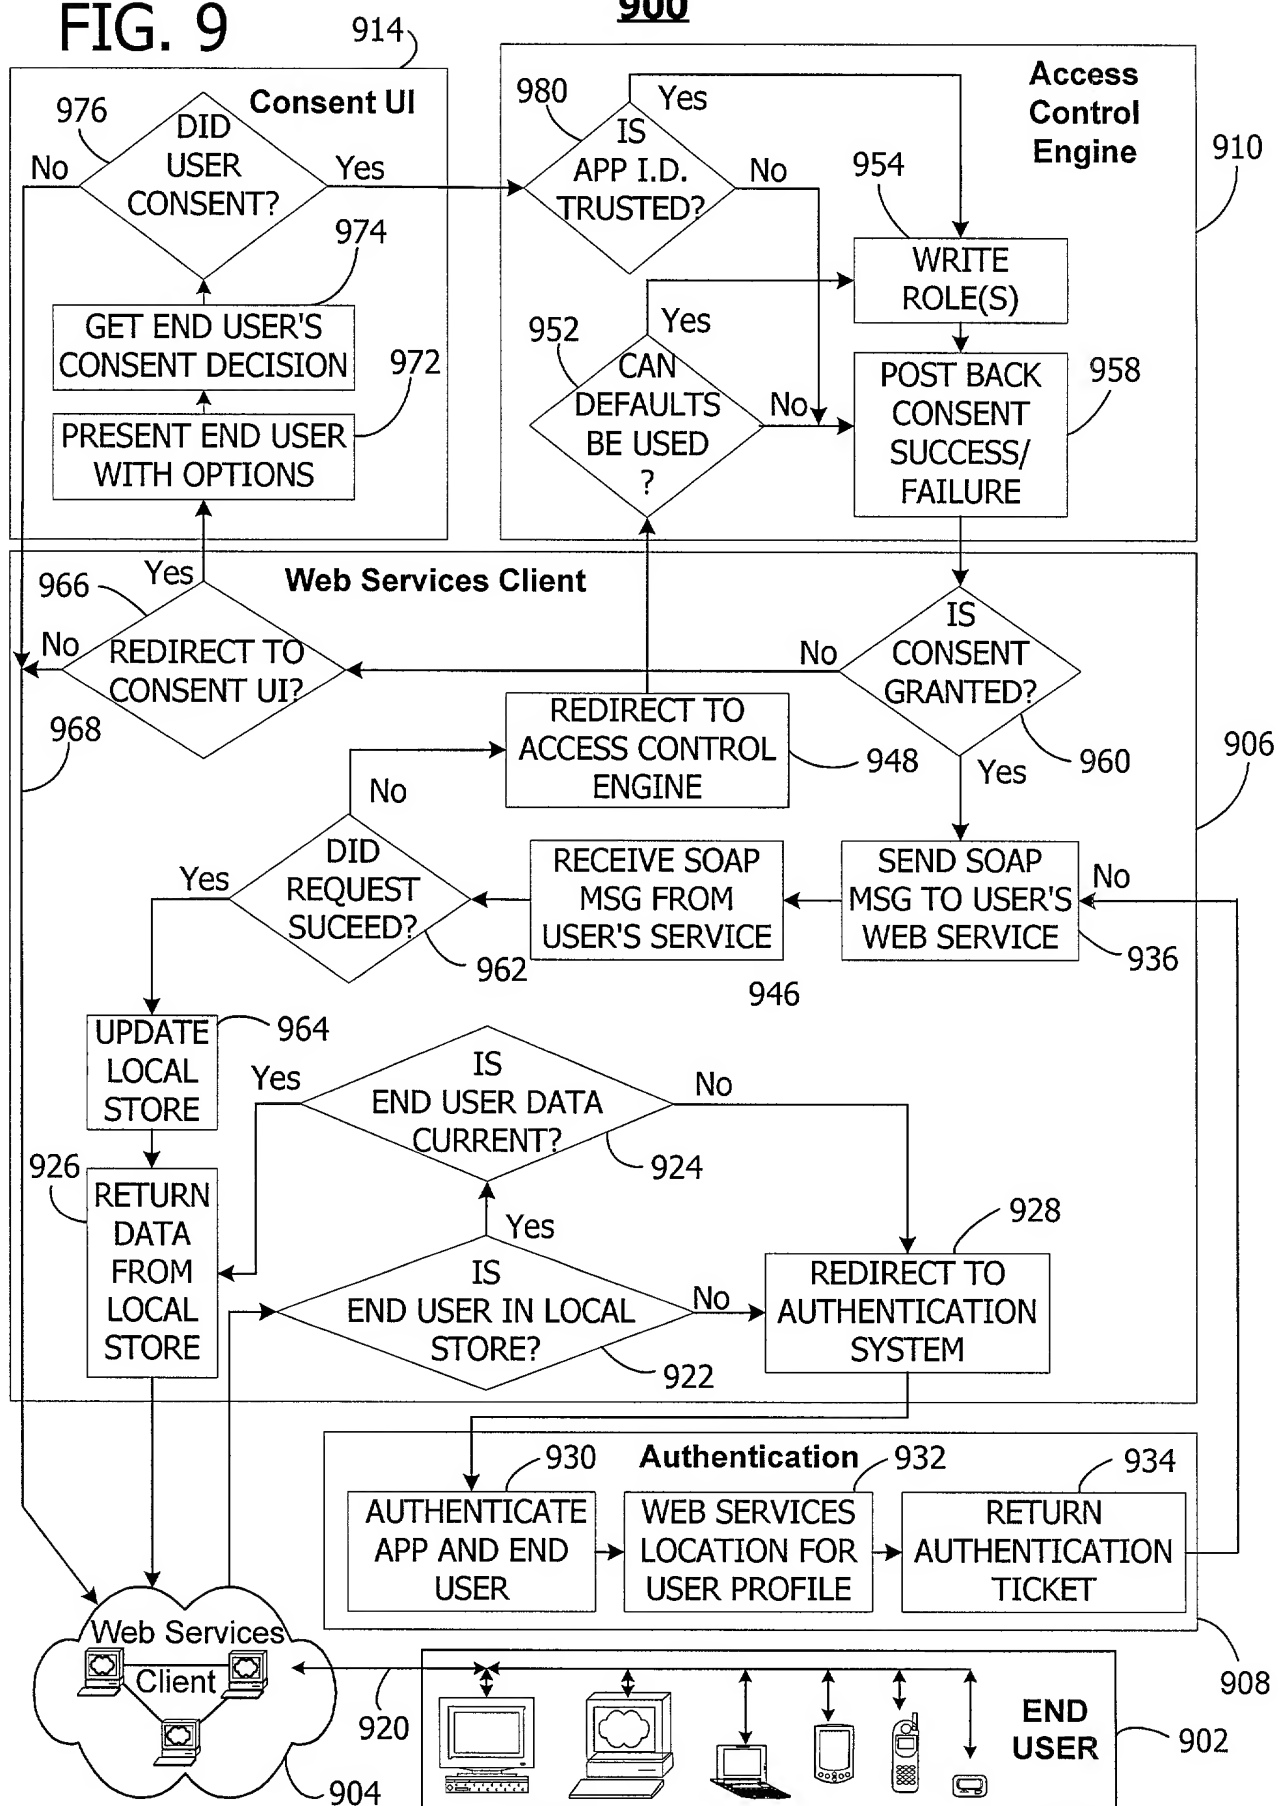 FIG. 9
900
914
Consent UI
976
DID
USER
CONSENT?
No
Yes
974
GET END USER'S
CONSENT DECISION
972
PRESENT END USER
WITH OPTIONS
Access
Control
Engine
910
980
IS
APP I.D.
TRUSTED?
Yes
No
954
WRITE
ROLE(S)
952
CAN
DEFAULTS
BE USED
?
Yes
No
POST BACK
CONSENT
SUCCESS/
FAILURE
958
Web Services Client
906
966
Yes
No
REDIRECT TO
CONSENT UI?
968
IS
CONSENT
GRANTED?
No
Yes
960
REDIRECT TO
ACCESS CONTROL
ENGINE
948
No
DID
REQUEST
SUCEED?
Yes
962
RECEIVE SOAP
MSG FROM
USER'S SERVICE
946
SEND SOAP
MSG TO USER'S
WEB SERVICE
No
936
UPDATE
LOCAL
STORE
964
IS
END USER DATA
CURRENT?
Yes
No
924
926
RETURN
DATA
FROM
LOCAL
STORE
Yes
IS
END USER IN LOCAL
STORE?
No
922
928
REDIRECT TO
AUTHENTICATION
SYSTEM
Authentication
930
AUTHENTICATE
APP AND END
USER
932
WEB SERVICES
LOCATION FOR
USER PROFILE
934
RETURN
AUTHENTICATION
TICKET
908
Web Services
Client
904
920
END
USER
902